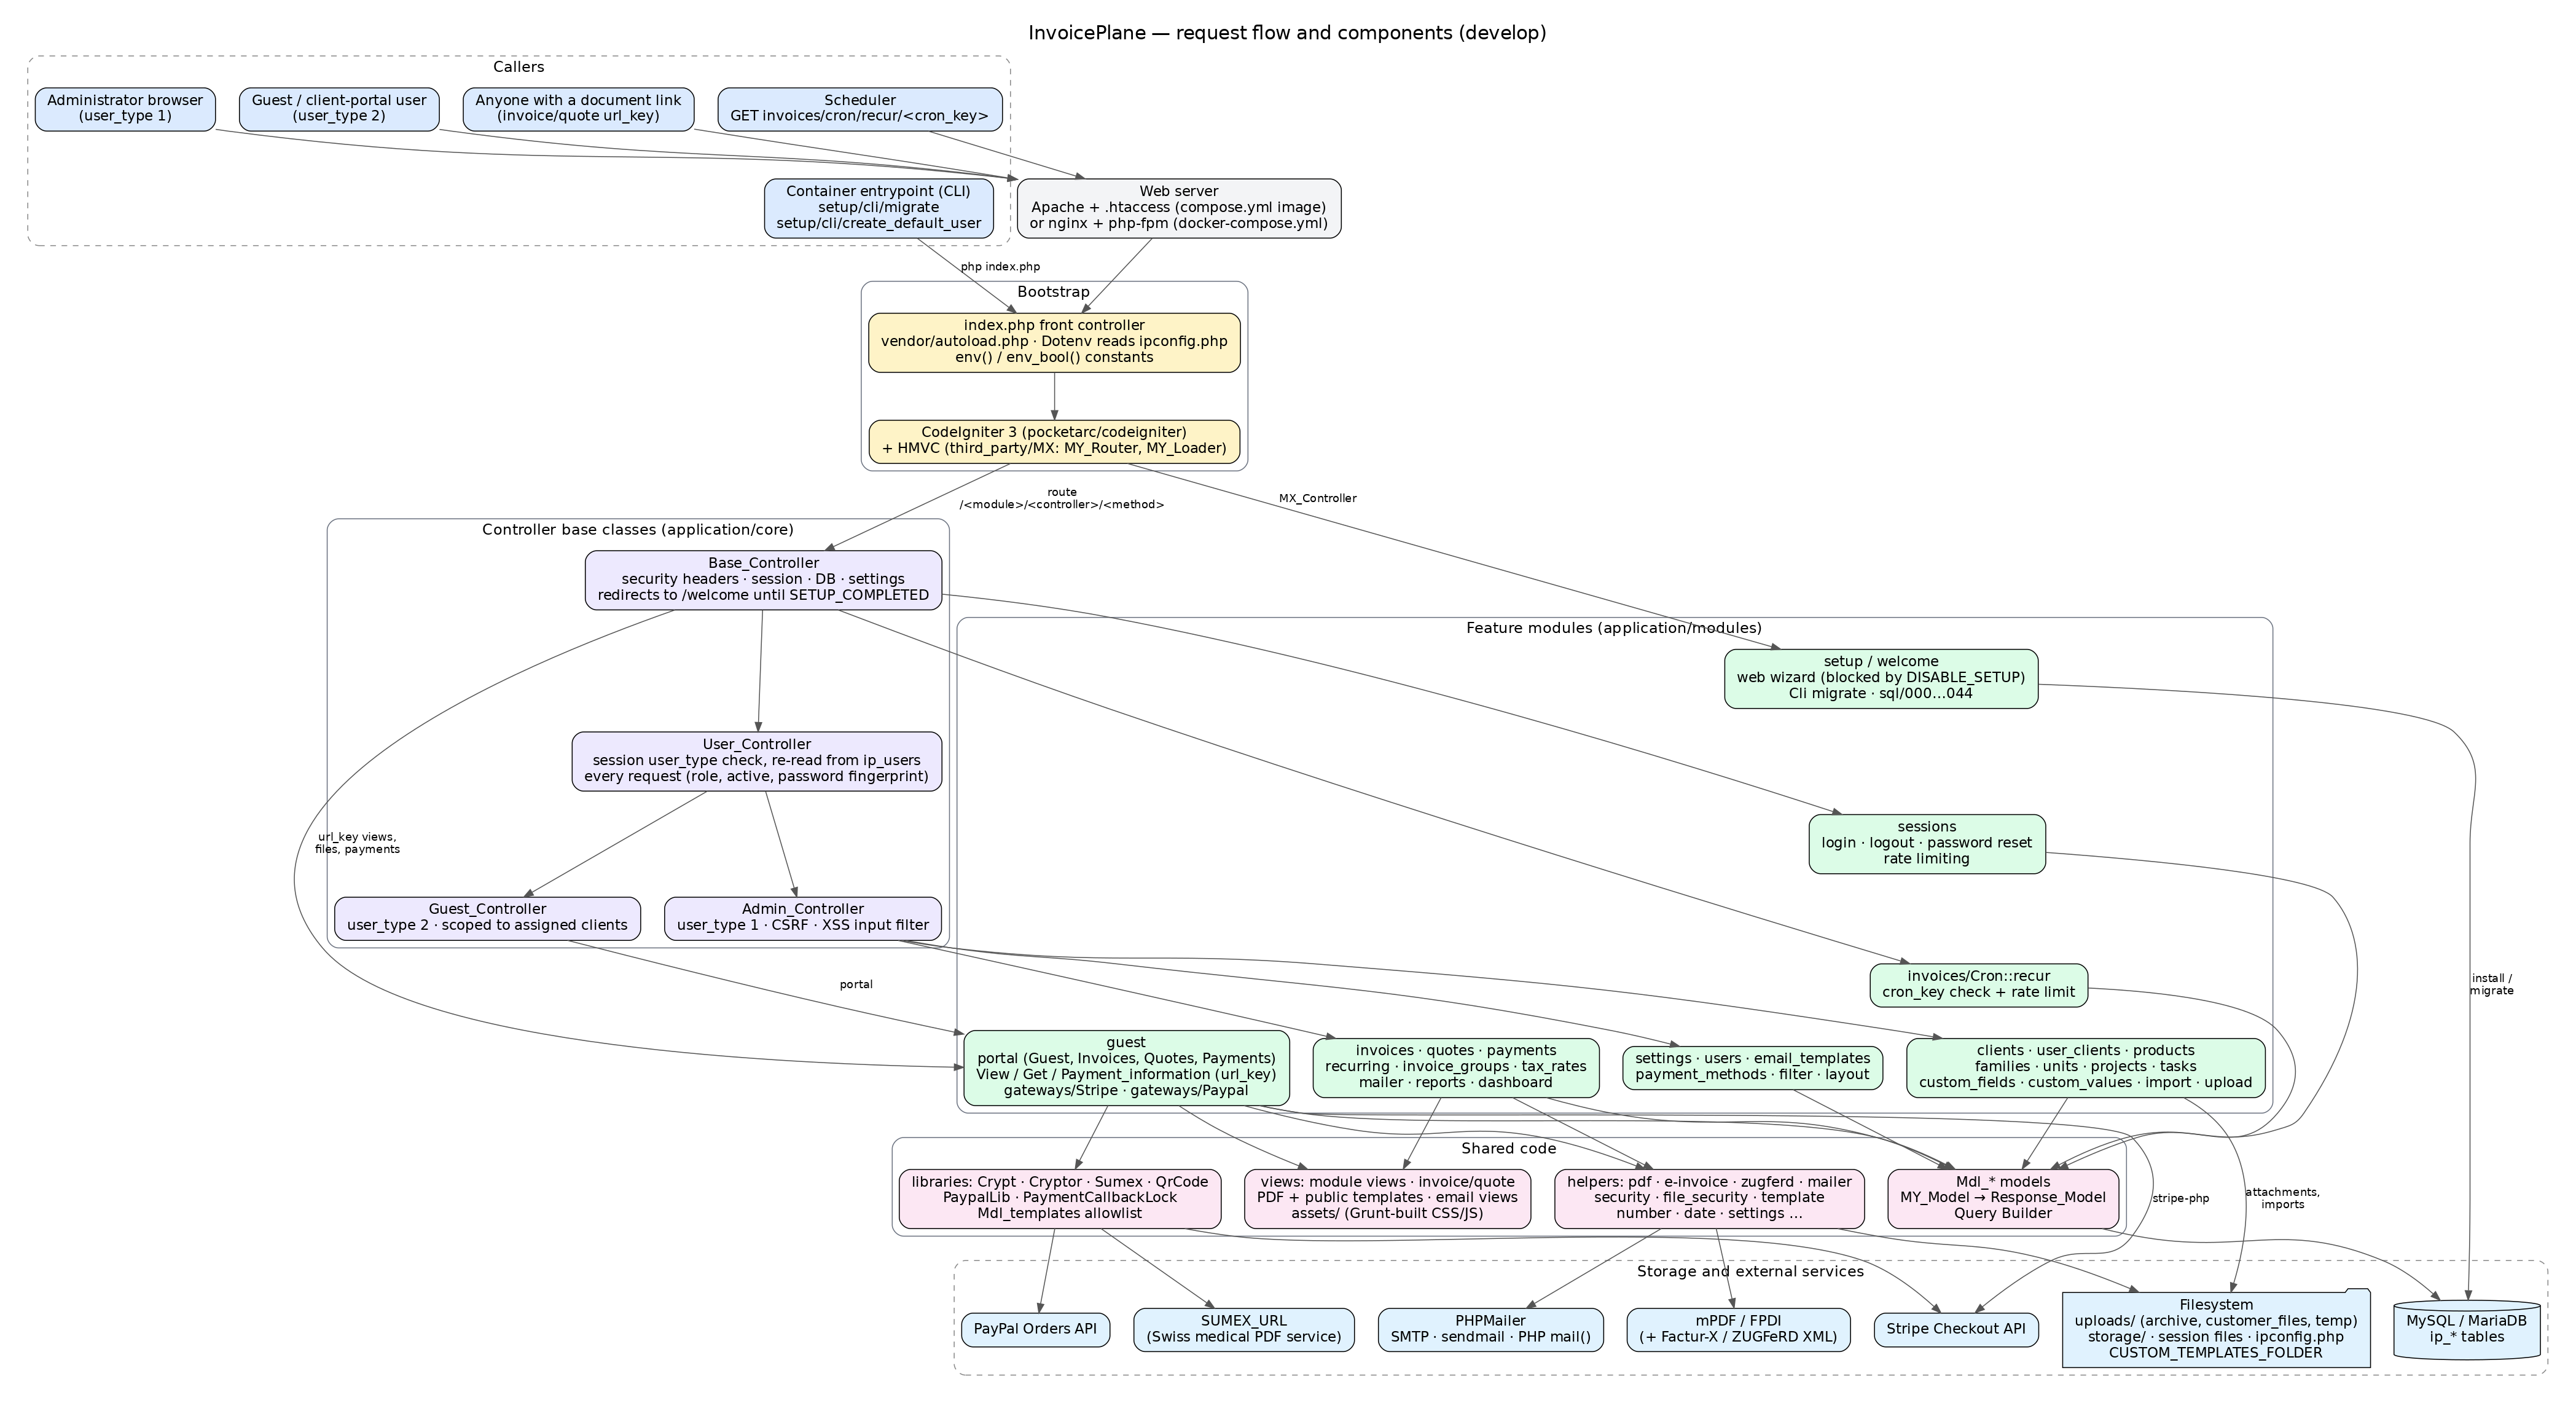 InvoicePlane — request flow and components (develop)
Callers
Administrator browser
(user_type 1)
Guest / client-portal user
(user_type 2)
Anyone with a document link
(invoice/quote url_key)
Scheduler
GET invoices/cron/recur/<cron_key>
Container entrypoint (CLI)
setup/cli/migrate
setup/cli/create_default_user
Web server
Apache + .htaccess (compose.yml image)
or nginx + php-fpm (docker-compose.yml)
php index.php
Bootstrap
index.php front controller
vendor/autoload.php · Dotenv reads ipconfig.php
env() / env_bool() constants
CodeIgniter 3 (pocketarc/codeigniter)
+ HMVC (third_party/MX: MY_Router, MY_Loader)
route
/<module>/<controller>/<method>
MX_Controller
Controller base classes (application/core)
Base_Controller
security headers · session · DB · settings
redirects to /welcome until SETUP_COMPLETED
Feature modules (application/modules)
setup / welcome
web wizard (blocked by DISABLE_SETUP)
Cli migrate · sql/000…044
User_Controller
session user_type check, re-read from ip_users
every request (role, active, password fingerprint)
sessions
login · logout · password reset
rate limiting
url_key views,
files, payments
Guest_Controller
user_type 2 · scoped to assigned clients
Admin_Controller
user_type 1 · CSRF · XSS input filter
portal
invoices/Cron::recur
cron_key check + rate limit
install /
migrate
guest
portal (Guest, Invoices, Quotes, Payments)
View / Get / Payment_information (url_key)
gateways/Stripe · gateways/Paypal
invoices · quotes · payments
recurring · invoice_groups · tax_rates
mailer · reports · dashboard
settings · users · email_templates
payment_methods · filter · layout
clients · user_clients · products
families · units · projects · tasks
custom_fields · custom_values · import · upload
Shared code
libraries: Crypt · Cryptor · Sumex · QrCode
PaypalLib · PaymentCallbackLock
Mdl_templates allowlist
views: module views · invoice/quote
PDF + public templates · email views
assets/ (Grunt-built CSS/JS)
helpers: pdf · e-invoice · zugferd · mailer
security · file_security · template
number · date · settings …
Mdl_* models
MY_Model → Response_Model
Query Builder
stripe-php
attachments,
imports
Storage and external services
PayPal Orders API
SUMEX_URL
(Swiss medical PDF service)
PHPMailer
SMTP · sendmail · PHP mail()
mPDF / FPDI
(+ Factur-X / ZUGFeRD XML)
Stripe Checkout API
Filesystem
uploads/ (archive, customer_files, temp)
storage/ · session files · ipconfig.php
CUSTOM_TEMPLATES_FOLDER
MySQL / MariaDB
ip_* tables